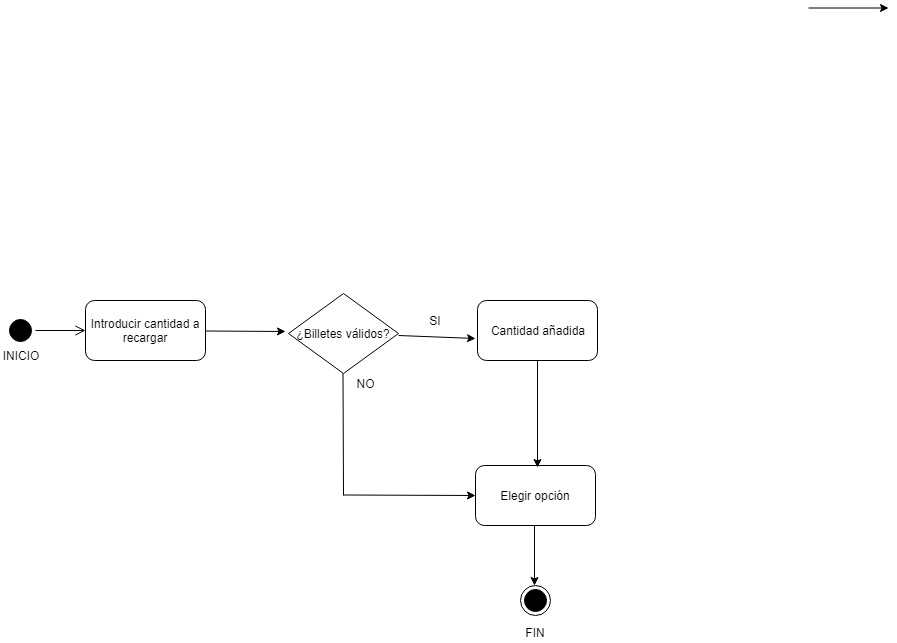 INICIO
Introducir cantidad a
recargar
¿Billetes válidos?
SI
NO
Cantidad añadida
Elegir opción
FIN